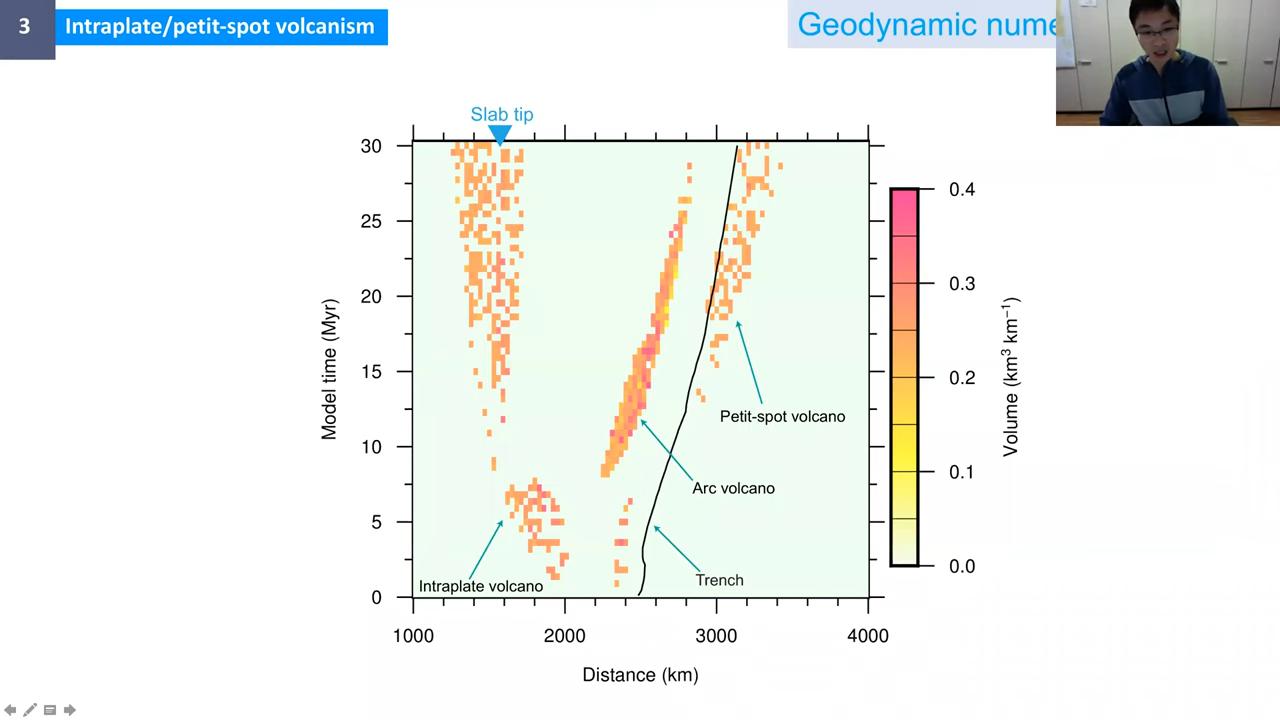 3
Intraplate/petit-spot volcanism
Geodynamic nume
Slab tip
30
25
20
15
10
5
0
Model time (Myr)
1000
2000
3000
4000
Distance (km)
Petit-spot volcano
Arc volcano
Trench
Intraplate volcano
0.4
0.3
0.2
0.1
0.0
Volume (km³ km⁻¹)